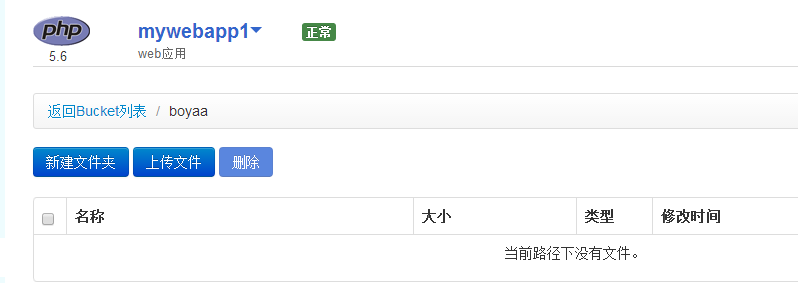 php
mywebapp1
正常
5.6
web应用
返回Bucket列表 / boyaa
新建文件夹 上传文件 删除
名称 大小 类型 修改时间
当前路径下没有文件。